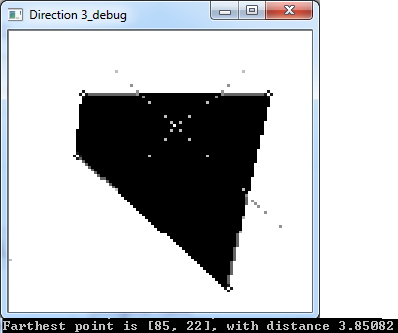 Direction 3_debug
Farthest point is [85, 22], with distance 3.85082